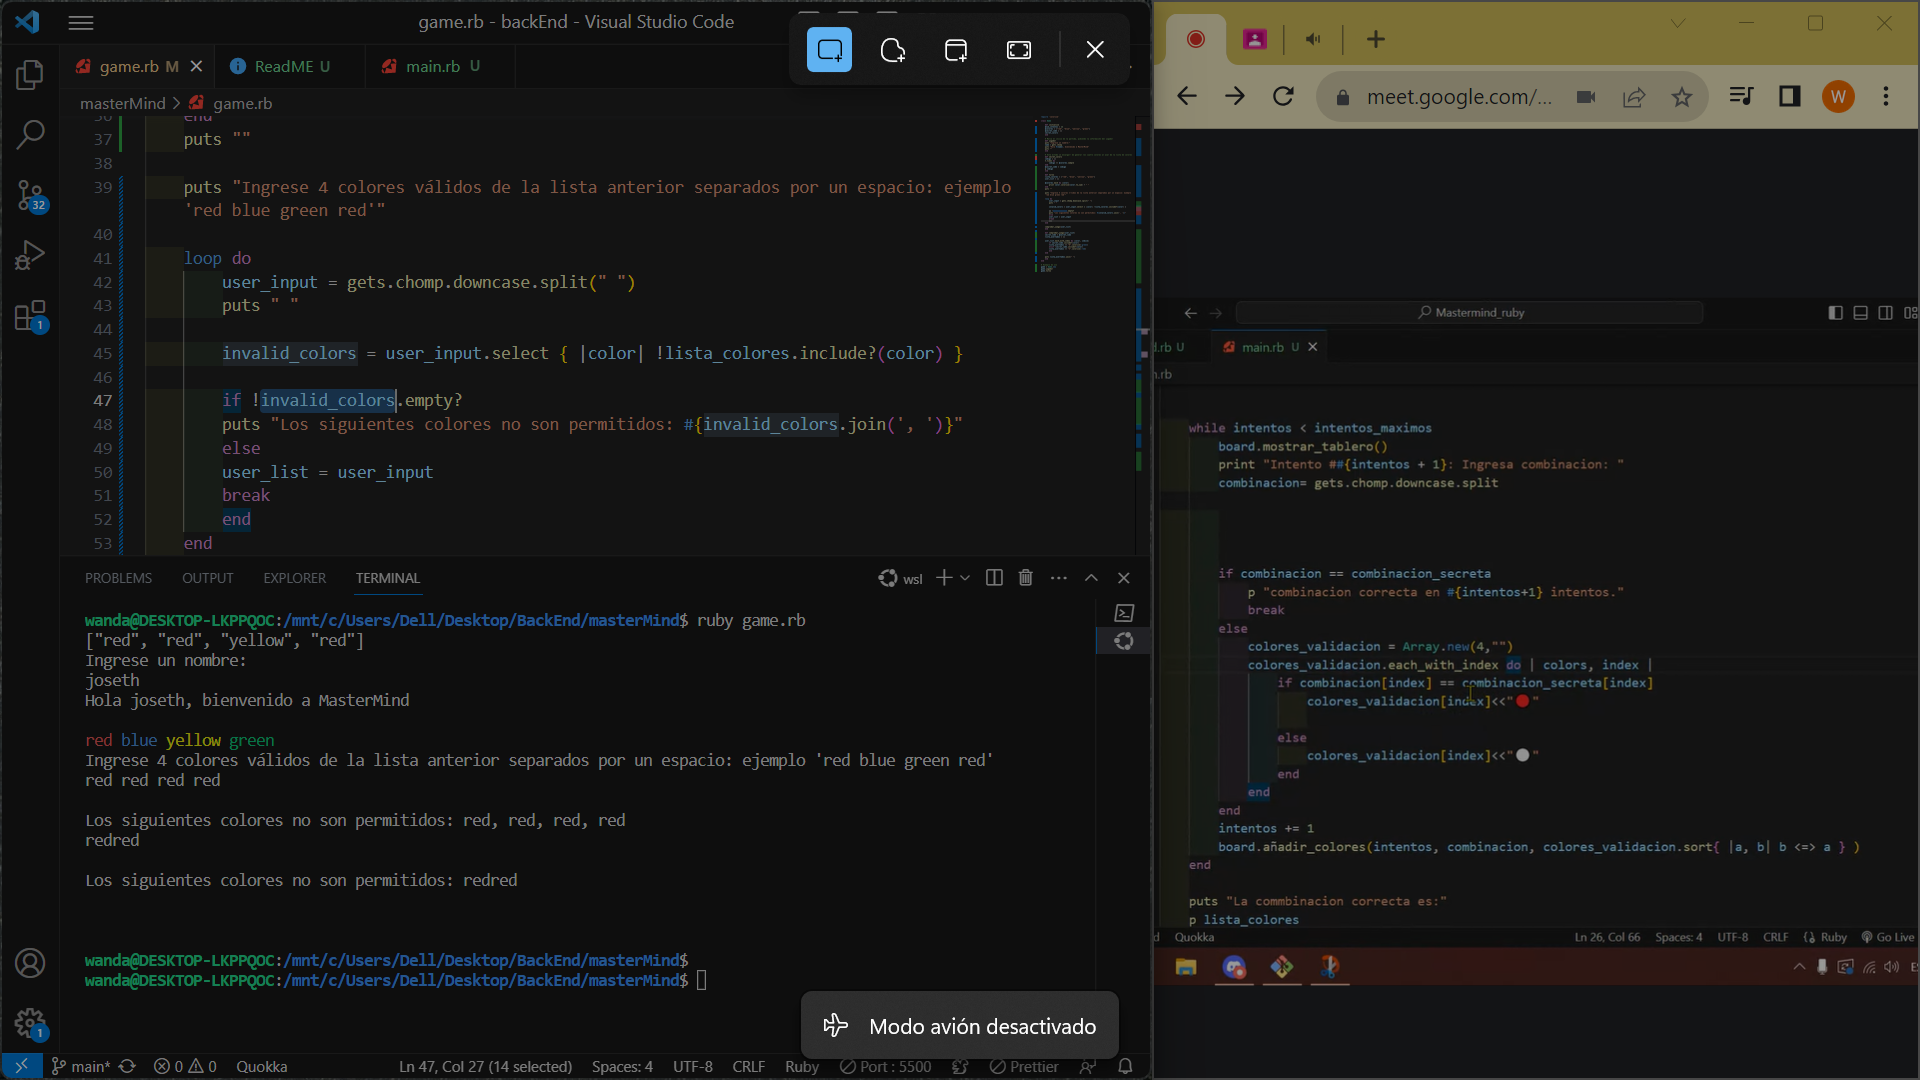 game.rb - backEnd - Visual Studio Code
game.rb M
ReadME U
main.rb U
masterMind > game.rb
36 end
37 puts ""
38
39 puts "Ingrese 4 colores válidos de la lista anterior separados por un espacio: ejemplo
'red blue green red'"
40
41 loop do
42 user_input = gets.chomp.downcase.split(" ")
43 puts " "
44
45 invalid_colors = user_input.select { |color| !lista_colores.include?(color) }
46
47 if !invalid_colors.empty?
48 puts "Los siguientes colores no son permitidos: #{invalid_colors.join(', ')}"
49 else
50 user_list = user_input
51 break
52 end
53 end
32
1
PROBLEMS OUTPUT EXPLORER TERMINAL
wsl
wanda@DESKTOP-LKPPQOC:/mnt/c/Users/Dell/Desktop/BackEnd/masterMind$ ruby game.rb
["red", "red", "yellow", "red"]
Ingrese un nombre:
joseth
Hola joseth, bienvenido a MasterMind
red blue yellow green
Ingrese 4 colores válidos de la lista anterior separados por un espacio: ejemplo 'red blue green red'
red red red red
Los siguientes colores no son permitidos: red, red, red, red
redred
Los siguientes colores no son permitidos: redred
wanda@DESKTOP-LKPPQOC:/mnt/c/Users/Dell/Desktop/BackEnd/masterMind$
wanda@DESKTOP-LKPPQOC:/mnt/c/Users/Dell/Desktop/BackEnd/masterMind$
1
Modo avión desactivado
main* 0 0 Quokka Ln 47, Col 27 (14 selected) Spaces: 4 UTF-8 CRLF Ruby Port : 5500 Prettier
meet.google.com/...
W
Mastermind_ruby
d.rb U
main.rb U
n.rb
while intentos < intentos_maximos
board.mostrar_tablero()
print "Intento ##{intentos + 1}: Ingresa combinacion: "
combinacion= gets.chomp.downcase.split
if combinacion == combinacion_secreta
p "combinacion correcta en #{intentos+1} intentos."
break
else
colores_validacion = Array.new(4,"")
colores_validacion.each_with_index do | colors, index |
if combinacion[index] == combinacion_secreta[index]
colores_validacion[index]<<"🔴"
else
colores_validacion[index]<<"⚪"
end
end
end
intentos += 1
board.añadir_colores(intentos, combinacion, colores_validacion.sort{ |a, b| b <=> a } )
end
puts "La commbinacion correcta es:"
p lista_colores
d Quokka Ln 26, Col 66 Spaces: 4 UTF-8 CRLF Ruby Go Live